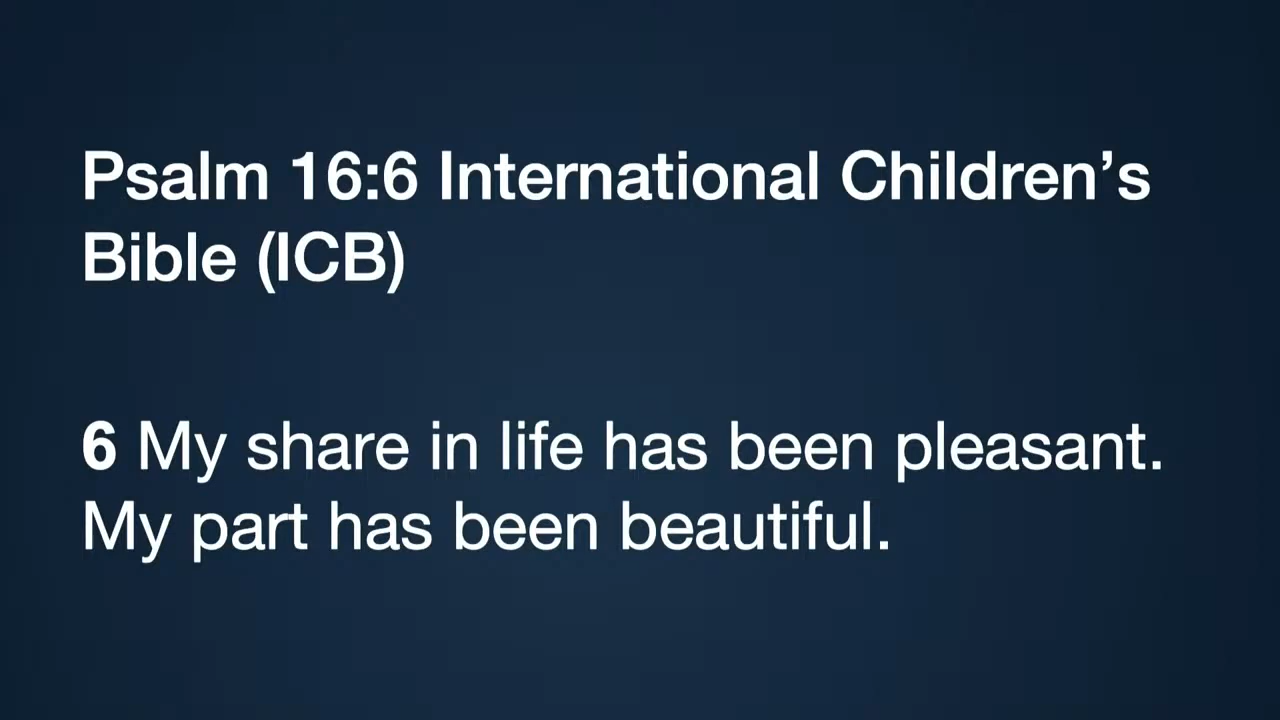 Psalm 16:6 International Children’s
Bible (ICB)
6 My share in life has been pleasant.
My part has been beautiful.